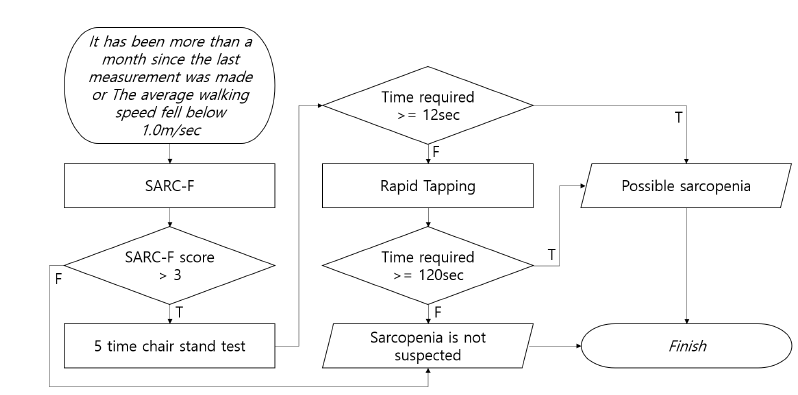 It has been more than a
month since the last
measurement was made
or The average walking
speed fell below
1.0m/sec
SARC-F
SARC-F score
> 3
F
T
5 time chair stand test
Time required
>= 12sec
T
F
Rapid Tapping
Time required
>= 120sec
T
F
Sarcopenia is not
suspected
Possible sarcopenia
Finish